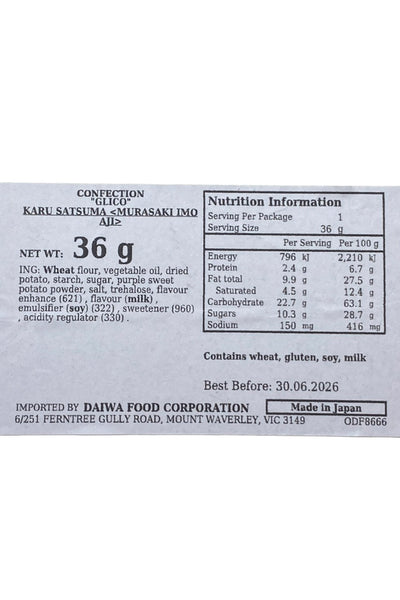 CONFECTION
"GLICO"
KARU SATSUMA <MURASAKI IMO
AJI>
NET WT: 36 g
ING: Wheat flour, vegetable oil, dried
potato, starch, sugar, purple sweet
potato powder, salt, trehalose, flavour
enhance (621) , flavour (milk) ,
emulsifier (soy) (322) , sweetener (960)
, acidity regulator (330) .
Nutrition Information
Serving Per Package 1
Serving Size 36 g
Per Serving Per 100 g
Energy 796 kJ 2,210 kJ
Protein 2.4 g 6.7 g
Fat total 9.9 g 27.5 g
Saturated 4.5 g 12.4 g
Carbohydrate 22.7 g 63.1 g
Sugars 10.3 g 28.7 g
Sodium 150 mg 416 mg
Contains wheat, gluten, soy, milk
Best Before: 30.06.2026
IMPORTED BY DAIWA FOOD CORPORATION Made in Japan
6/251 FERNTREE GULLY ROAD, MOUNT WAVERLEY, VIC 3149 ODF8666